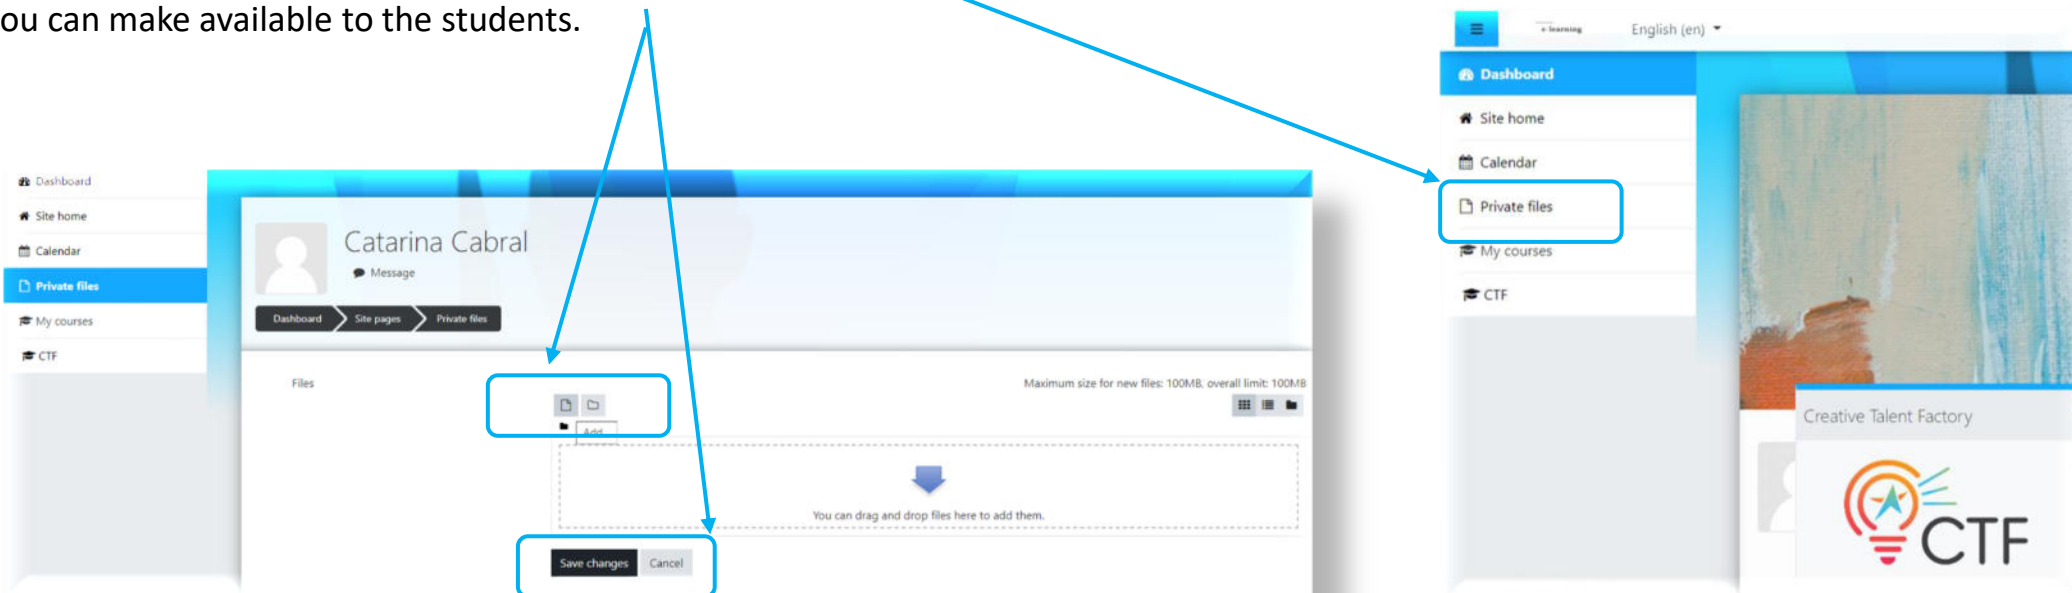 ou can make available to the students.
e-learning
English (en)
Dashboard
Site home
Calendar
Private files
My courses
CTF
Creative Talent Factory
CTF
Dashboard
Site home
Calendar
Private files
My courses
CTF
Catarina Cabral
Message
Dashboard
Site pages
Private files
Files
Maximum size for new files: 100MB, overall limit: 100MB
Add...
You can drag and drop files here to add them.
Save changes
Cancel